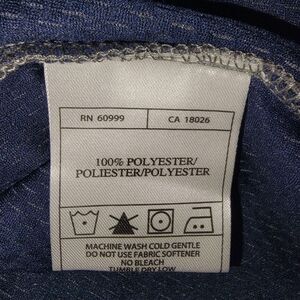 RN 60999 CA 18026
100% POLYESTER/
POLIESTER/POLYESTER
MACHINE WASH COLD GENTLE
DO NOT USE FABRIC SOFTENER
NO BLEACH
TUMBLE DRY LOW